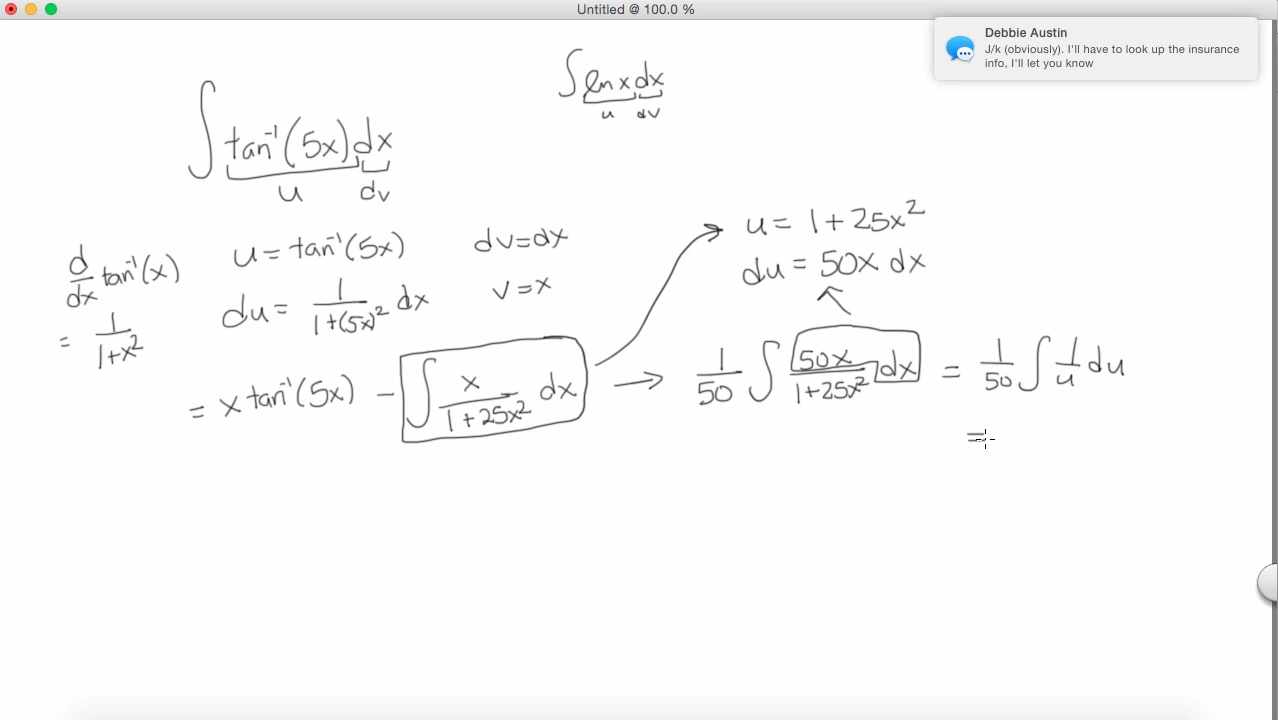 Untitled @ 100.0 %
Debbie Austin
J/k (obviously). I'll have to look up the insurance
info, I'll let you know
∫ ln x dx
u dv
∫ tan⁻¹(5x) dx
u dv
d/dx tan⁻¹(x)
= 1/(1+x²)
u = tan⁻¹(5x) dv = dx
du = 1/(1+(5x)²) dx v = x
u = 1 + 25x²
du = 50x dx
= x tan⁻¹(5x) − ∫ x/(1+25x²) dx → 1/50 ∫ 50x/(1+25x²) dx = 1/50 ∫ 1/u du
=